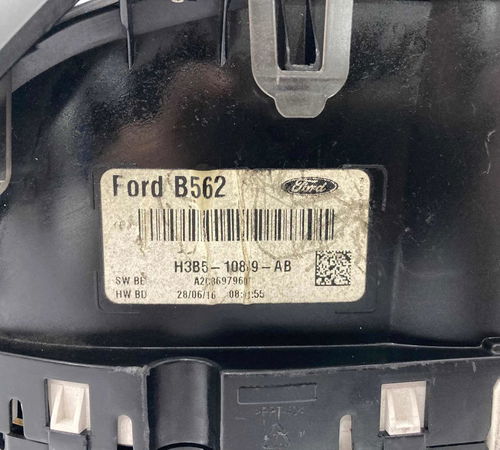 Ford B562
Ford
H3B5-10849-AB
SW BE
HW BD 28/06/16